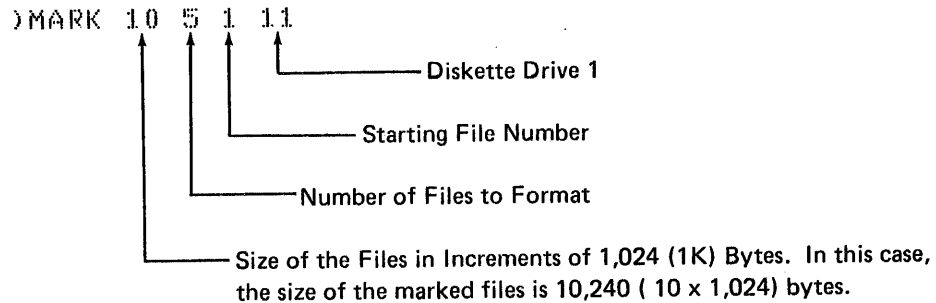 )MARK 10 5 1 11
Diskette Drive 1
Starting File Number
Number of Files to Format
Size of the Files in Increments of 1,024 (1K) Bytes. In this case,
the size of the marked files is 10,240 ( 10 x 1,024) bytes.